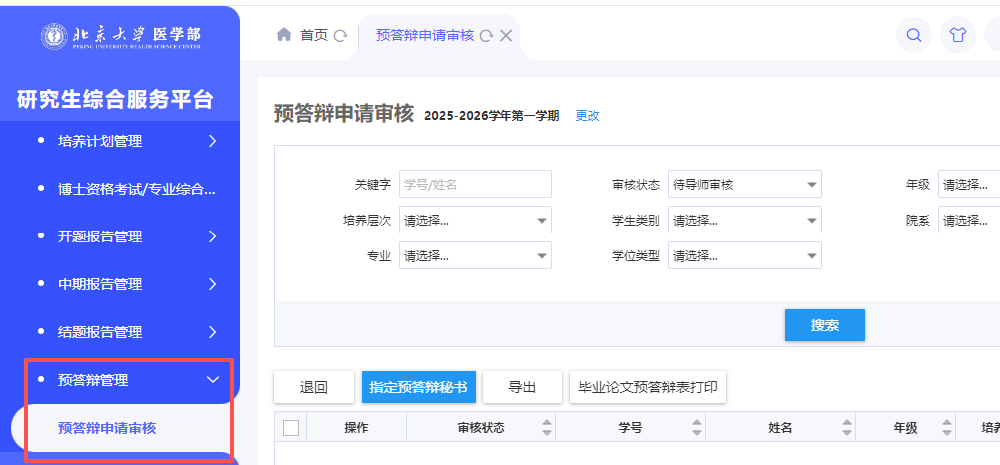 北京大学 医学部
PEKING UNIVERSITY HEALTH SCIENCE CENTER
研究生综合服务平台
培养计划管理
博士资格考试/专业综合...
开题报告管理
中期报告管理
结题报告管理
预答辩管理
预答辩申请审核
首页 预答辩申请审核
预答辩申请审核 2025-2026学年第一学期 更改
关键字 学号/姓名 审核状态 待导师审核 年级 请选择...
培养层次 请选择... 学生类别 请选择... 院系 请选择...
专业 请选择... 学位类型 请选择...
搜索
退回 指定预答辩秘书 导出 毕业论文预答辩表打印
操作 审核状态 学号 姓名 年级 培养